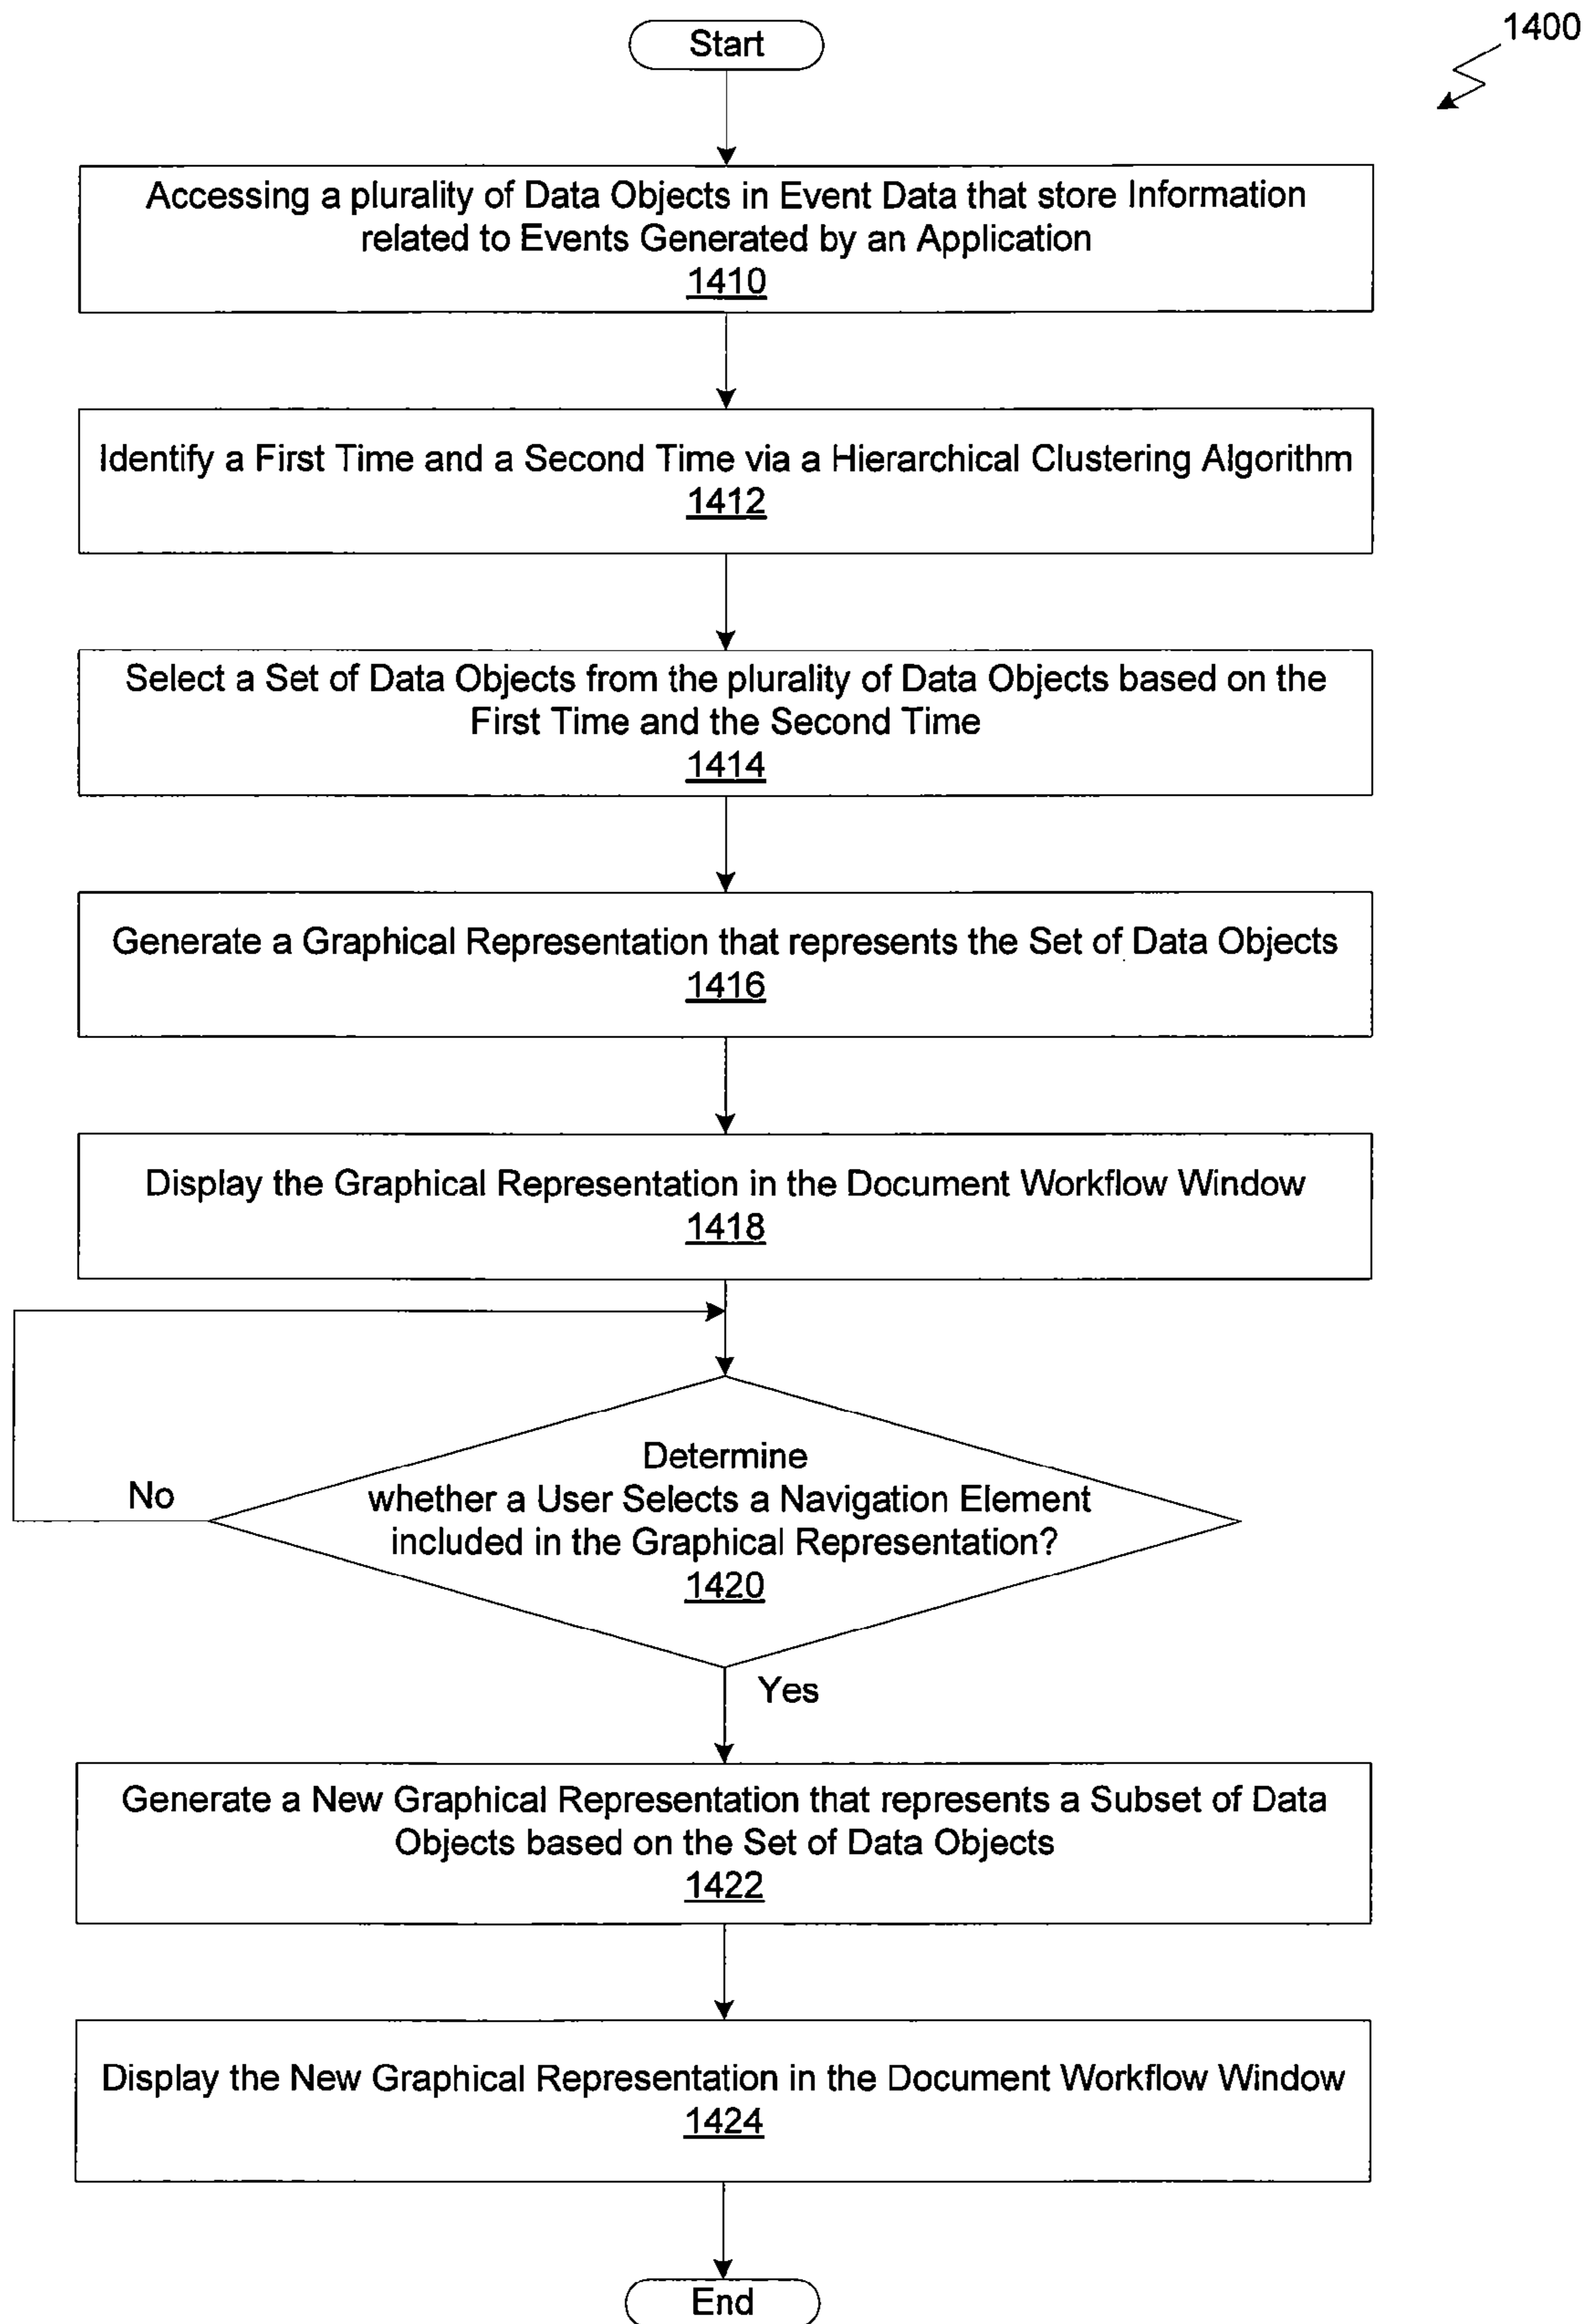 1400
Start
Accessing a plurality of Data Objects in Event Data that store Information
related to Events Generated by an Application
1410
Identify a First Time and a Second Time via a Hierarchical Clustering Algorithm
1412
Select a Set of Data Objects from the plurality of Data Objects based on the
First Time and the Second Time
1414
Generate a Graphical Representation that represents the Set of Data Objects
1416
Display the Graphical Representation in the Document Workflow Window
1418
Determine
whether a User Selects a Navigation Element
included in the Graphical Representation?
1420
No
Yes
Generate a New Graphical Representation that represents a Subset of Data
Objects based on the Set of Data Objects
1422
Display the New Graphical Representation in the Document Workflow Window
1424
End